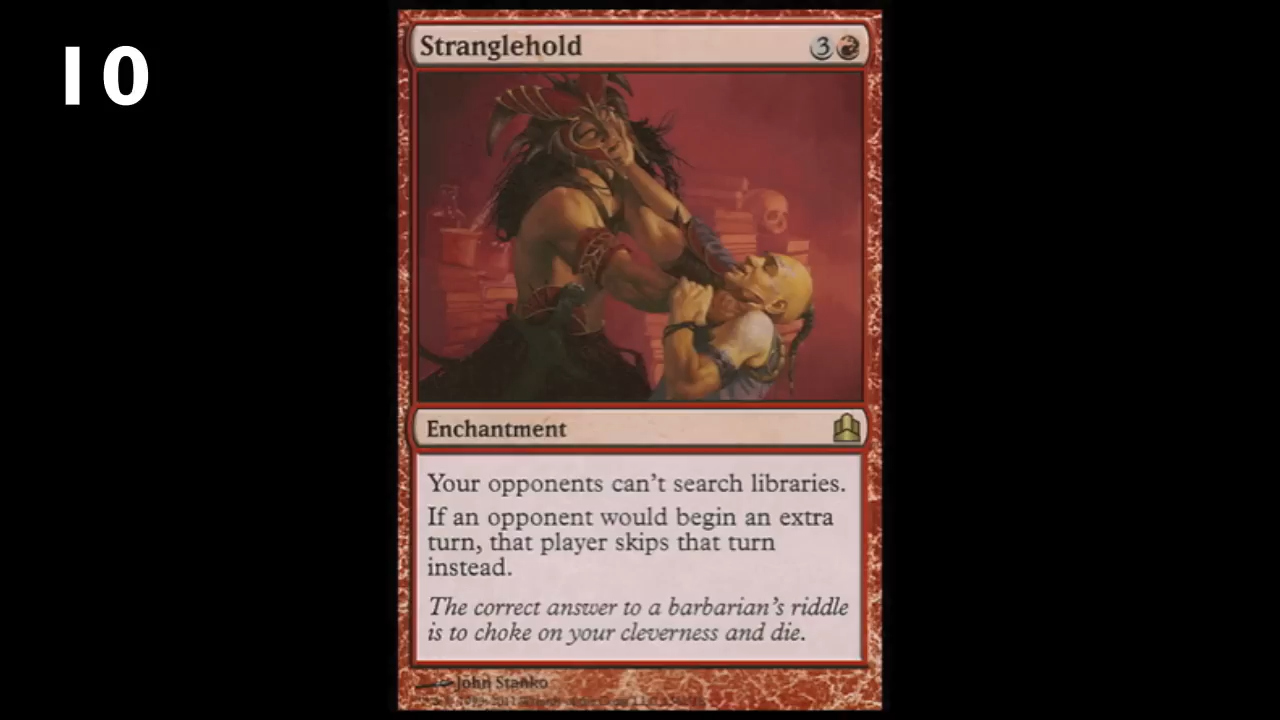 10
Stranglehold
3
Enchantment
Your opponents can't search libraries.
If an opponent would begin an extra
turn, that player skips that turn
instead.
The correct answer to a barbarian's riddle
is to choke on your cleverness and die.
John Stanko